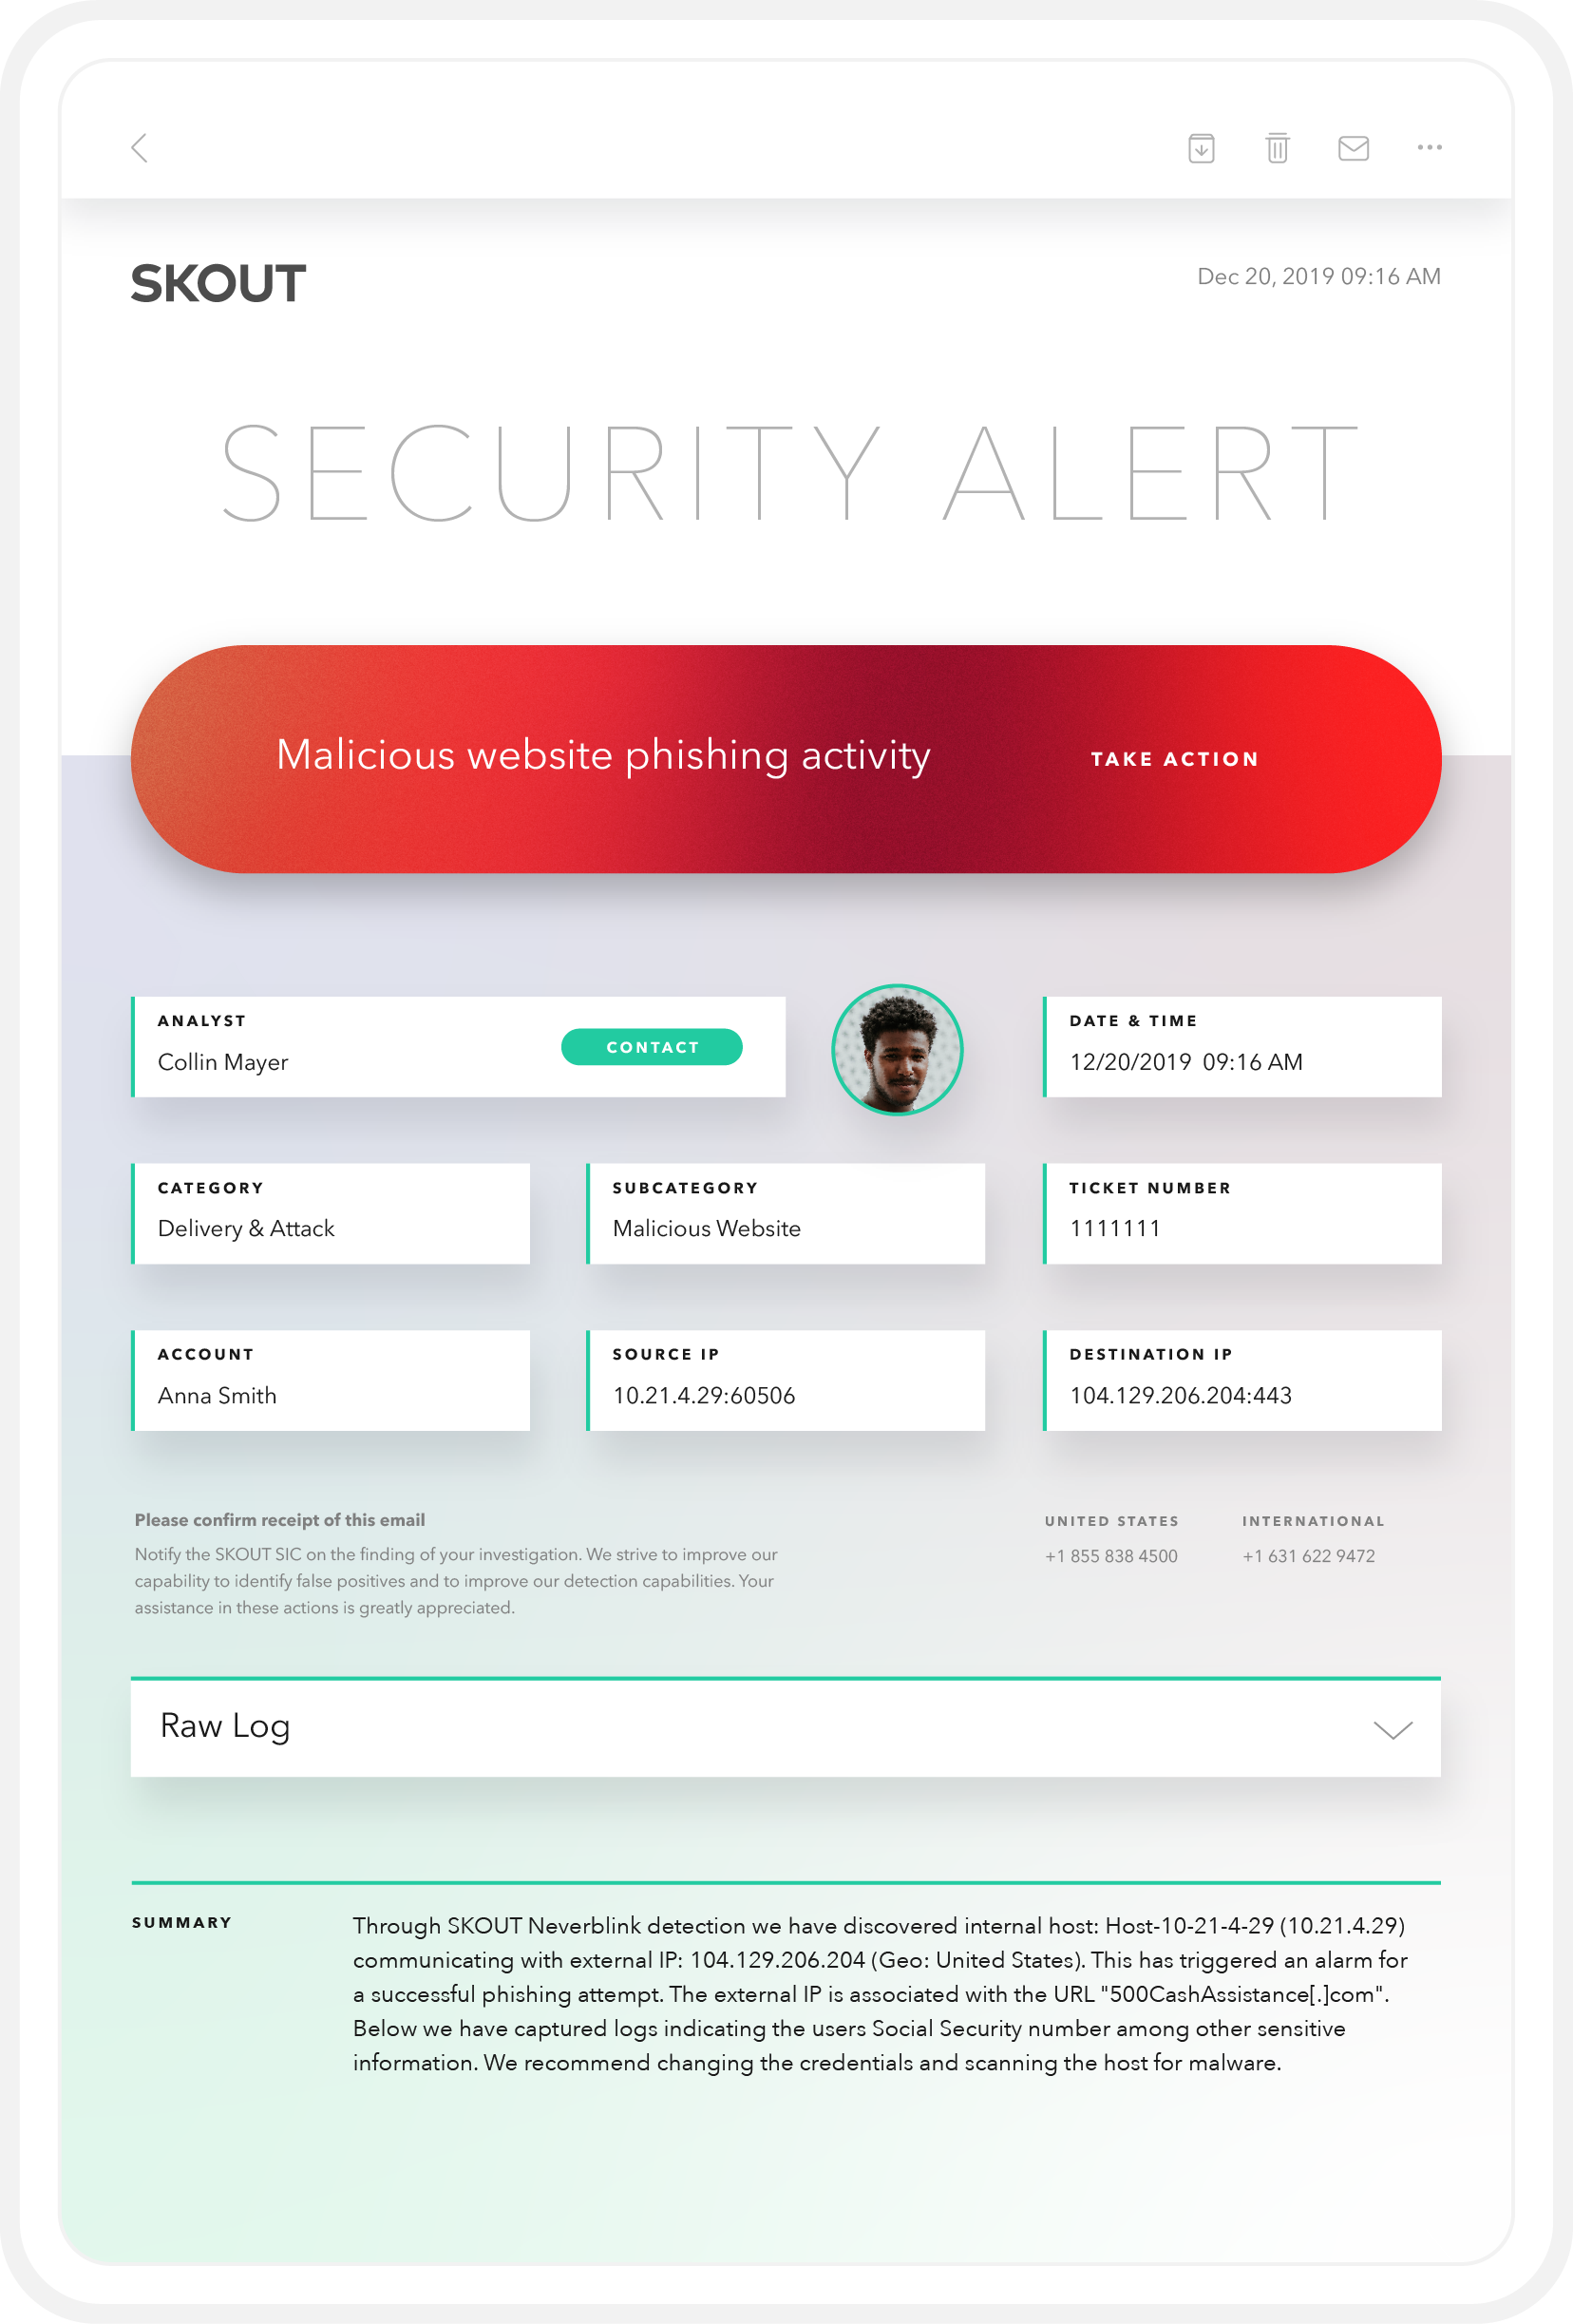 SKOUT
Dec 20, 2019 09:16 AM
SECURITY ALERT
Malicious website phishing activity
TAKE ACTION
ANALYST
Collin Mayer
CONTACT
DATE & TIME
12/20/2019 09:16 AM
CATEGORY
Delivery & Attack
SUBCATEGORY
Malicious Website
TICKET NUMBER
1111111
ACCOUNT
Anna Smith
SOURCE IP
10.21.4.29:60506
DESTINATION IP
104.129.206.204:443
Please confirm receipt of this email
Notify the SKOUT SIC on the finding of your investigation. We strive to improve our
capability to identify false positives and to improve our detection capabilities. Your
assistance in these actions is greatly appreciated.
UNITED STATES
+1 855 838 4500
INTERNATIONAL
+1 631 622 9472
Raw Log
SUMMARY
Through SKOUT Neverblink detection we have discovered internal host: Host-10-21-4-29 (10.21.4.29)
communicating with external IP: 104.129.206.204 (Geo: United States). This has triggered an alarm for
a successful phishing attempt. The external IP is associated with the URL "500CashAssistance[.]com".
Below we have captured logs indicating the users Social Security number among other sensitive
information. We recommend changing the credentials and scanning the host for malware.